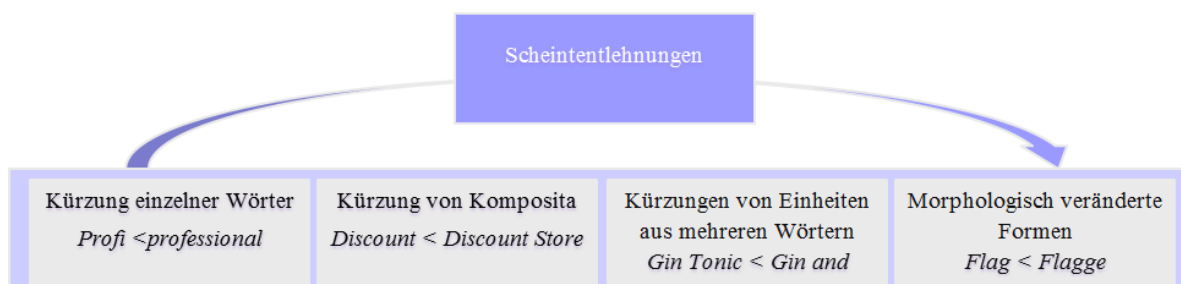 Scheintentlehnungen
Kürzung einzelner Wörter
Profi <professional
Kürzung von Komposita
Discount < Discount Store
Kürzungen von Einheiten
aus mehreren Wörtern
Gin Tonic < Gin and
Morphologisch veränderte
Formen
Flag < Flagge